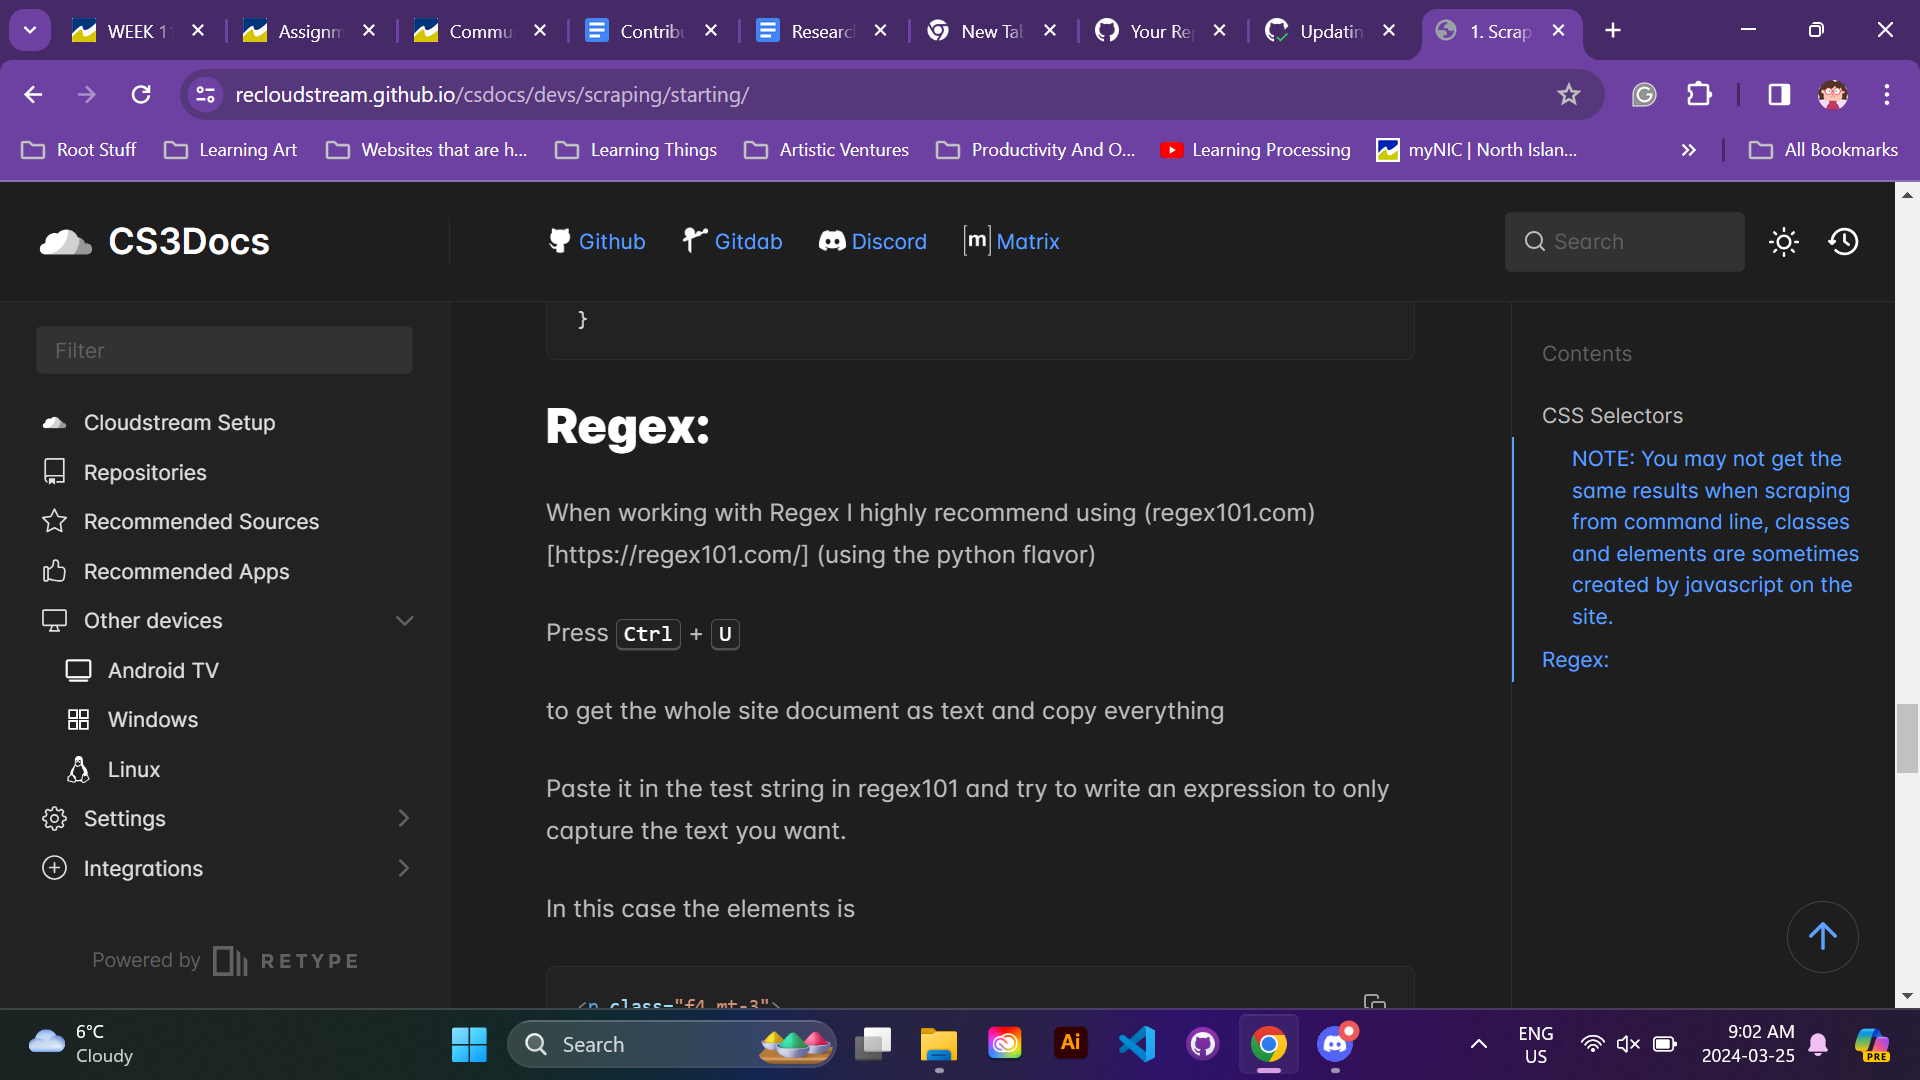 WEEK 11
Assignm
Commu
Contribu
Researc
New Tab
Your Re
Updatin
1. Scrap
recloudstream.github.io/csdocs/devs/scraping/starting/
Root Stuff
Learning Art
Websites that are h...
Learning Things
Artistic Ventures
Productivity And O...
Learning Processing
myNIC | North Islan...
All Bookmarks
CS3Docs
Github
Gitdab
Discord
[m] Matrix
Search
Filter
Cloudstream Setup
Repositories
Recommended Sources
Recommended Apps
Other devices
Android TV
Windows
Linux
Settings
Integrations
Powered by RETYPE
}
Regex:
When working with Regex I highly recommend using (regex101.com)
[https://regex101.com/] (using the python flavor)
Press Ctrl + U
to get the whole site document as text and copy everything
Paste it in the test string in regex101 and try to write an expression to only
capture the text you want.
In this case the elements is
<p class="f4 mt-3">
Contents
CSS Selectors
NOTE: You may not get the
same results when scraping
from command line, classes
and elements are sometimes
created by javascript on the
site.
Regex:
6°C
Cloudy
Search
Ai
ENG
US
9:02 AM
2024-03-25
PRE